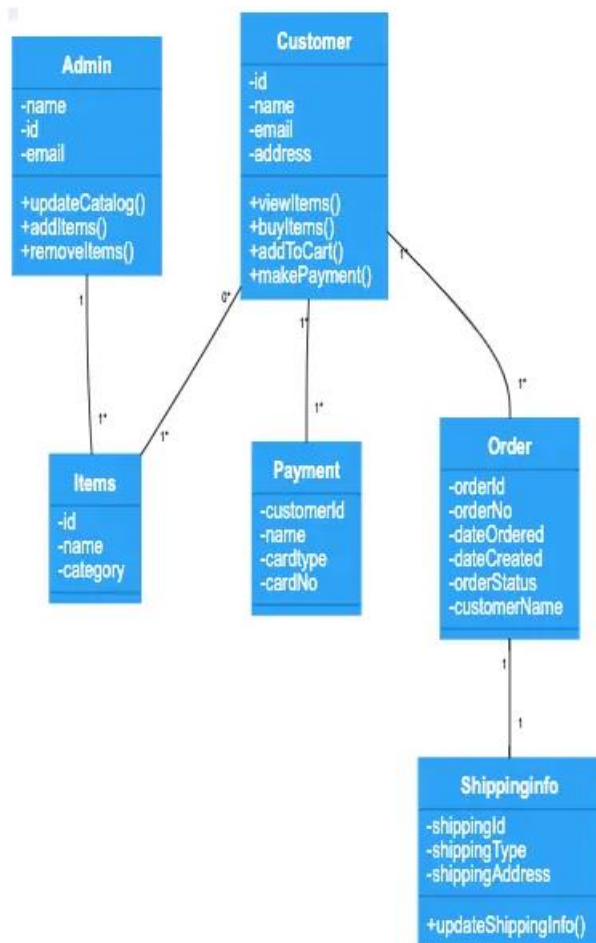 Admin
-name
-id
-email
+updateCatalog()
+addItems()
+removeItems()
Customer
-id
-name
-email
-address
+viewItems()
+buyItems()
+addToCart()
+makePayment()
1
1*
0*
1*
1*
1*
1*
1*
Items
-id
-name
-category
Payment
-customerId
-name
-cardtype
-cardNo
Order
-orderId
-orderNo
-dateOrdered
-dateCreated
-orderStatus
-customerName
1
1
Shippinginfo
-shippingId
-shippingType
-shippingAddress
+updateShippingInfo()